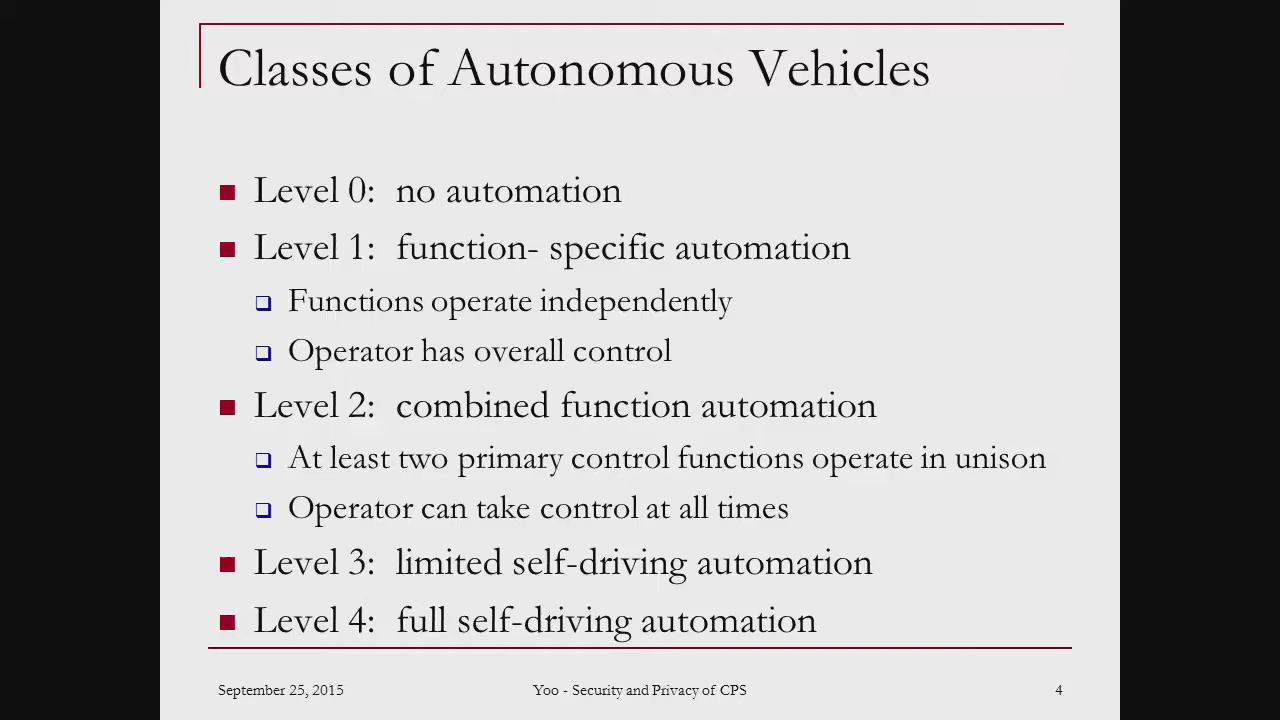 Classes of Autonomous Vehicles
Level 0: no automation
Level 1: function- specific automation
Functions operate independently
Operator has overall control
Level 2: combined function automation
At least two primary control functions operate in unison
Operator can take control at all times
Level 3: limited self-driving automation
Level 4: full self-driving automation
September 25, 2015
Yoo - Security and Privacy of CPS
4